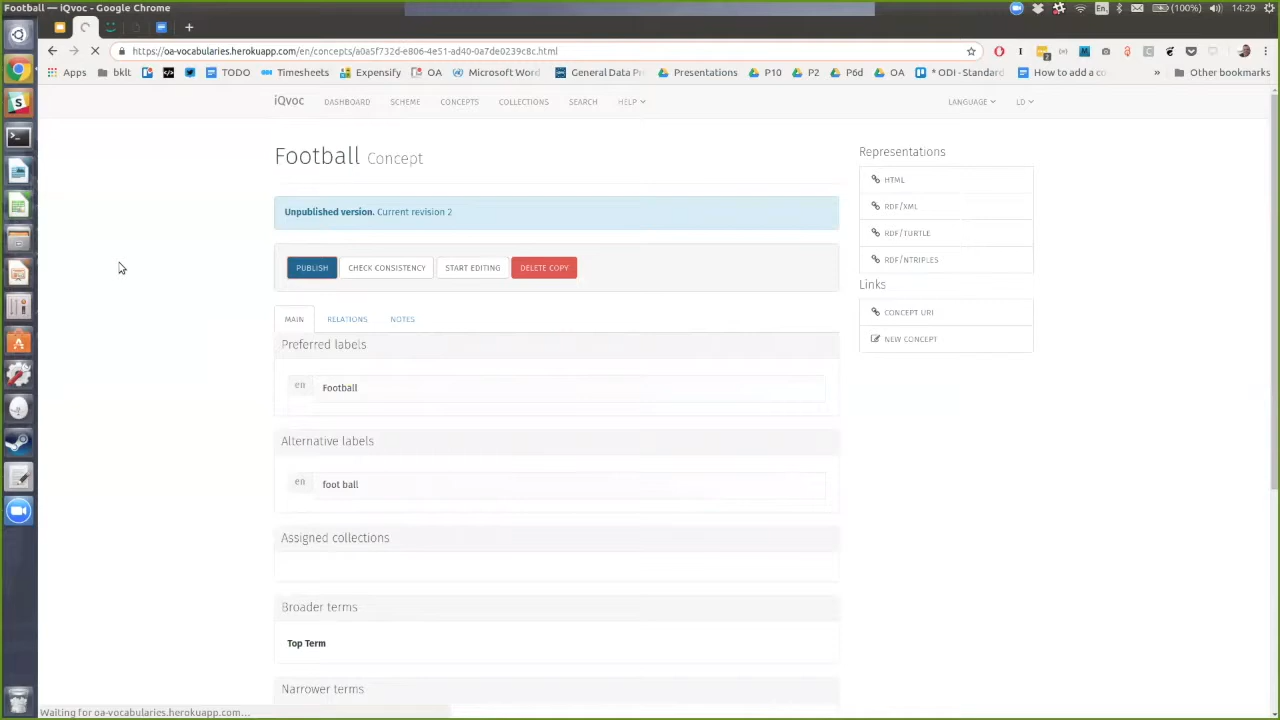 Football — iQvoc - Google Chrome
En
(100%)
14:29
https://oa-vocabularies.herokuapp.com/en/concepts/a0a5f732d-e806-4e51-ad40-0a7de0239c8c.html
Apps
bklt
TODO
Timesheets
Expensify
Microsoft Word
General Data Pr
Presentations
P10
P2
P6d
OA
* ODI - Standard
How to add a co
»
Other bookmarks
iQvoc
DASHBOARD
SCHEME
CONCEPTS
COLLECTIONS
SEARCH
HELP
LANGUAGE
LD
Football Concept
Unpublished version. Current revision 2
PUBLISH
CHECK CONSISTENCY
START EDITING
DELETE COPY
MAIN
RELATIONS
NOTES
Preferred labels
en
Football
Alternative labels
en
foot ball
Assigned collections
Broader terms
Top Term
Narrower terms
Representations
HTML
RDF/XML
RDF/TURTLE
RDF/NTRIPLES
Links
CONCEPT URI
NEW CONCEPT
Waiting for oa-vocabularies.herokuapp.com...